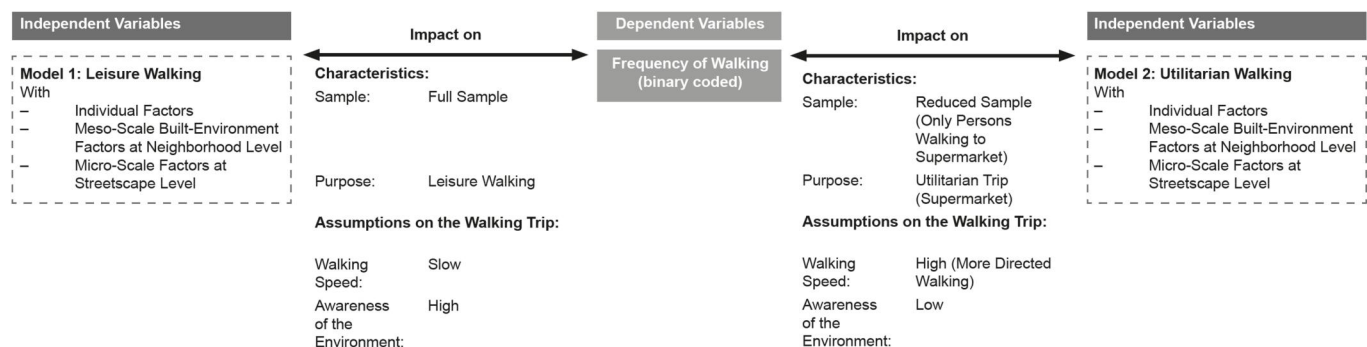 Independent Variables
Model 1: Leisure Walking
With
– Individual Factors
– Meso-Scale Built-Environment
Factors at Neighborhood Level
– Micro-Scale Factors at
Streetscape Level
Impact on
Characteristics:
Sample: Full Sample
Purpose: Leisure Walking
Assumptions on the Walking Trip:
Walking Slow
Speed:
Awareness High
of the
Environment:
Dependent Variables
Frequency of Walking
(binary coded)
Impact on
Characteristics:
Sample: Reduced Sample
(Only Persons
Walking to
Supermarket)
Purpose: Utilitarian Trip
(Supermarket)
Assumptions on the Walking Trip:
Walking High (More Directed
Speed: Walking)
Awareness Low
of the
Environment:
Independent Variables
Model 2: Utilitarian Walking
With
– Individual Factors
– Meso-Scale Built-Environment
Factors at Neighborhood Level
– Micro-Scale Factors at
Streetscape Level